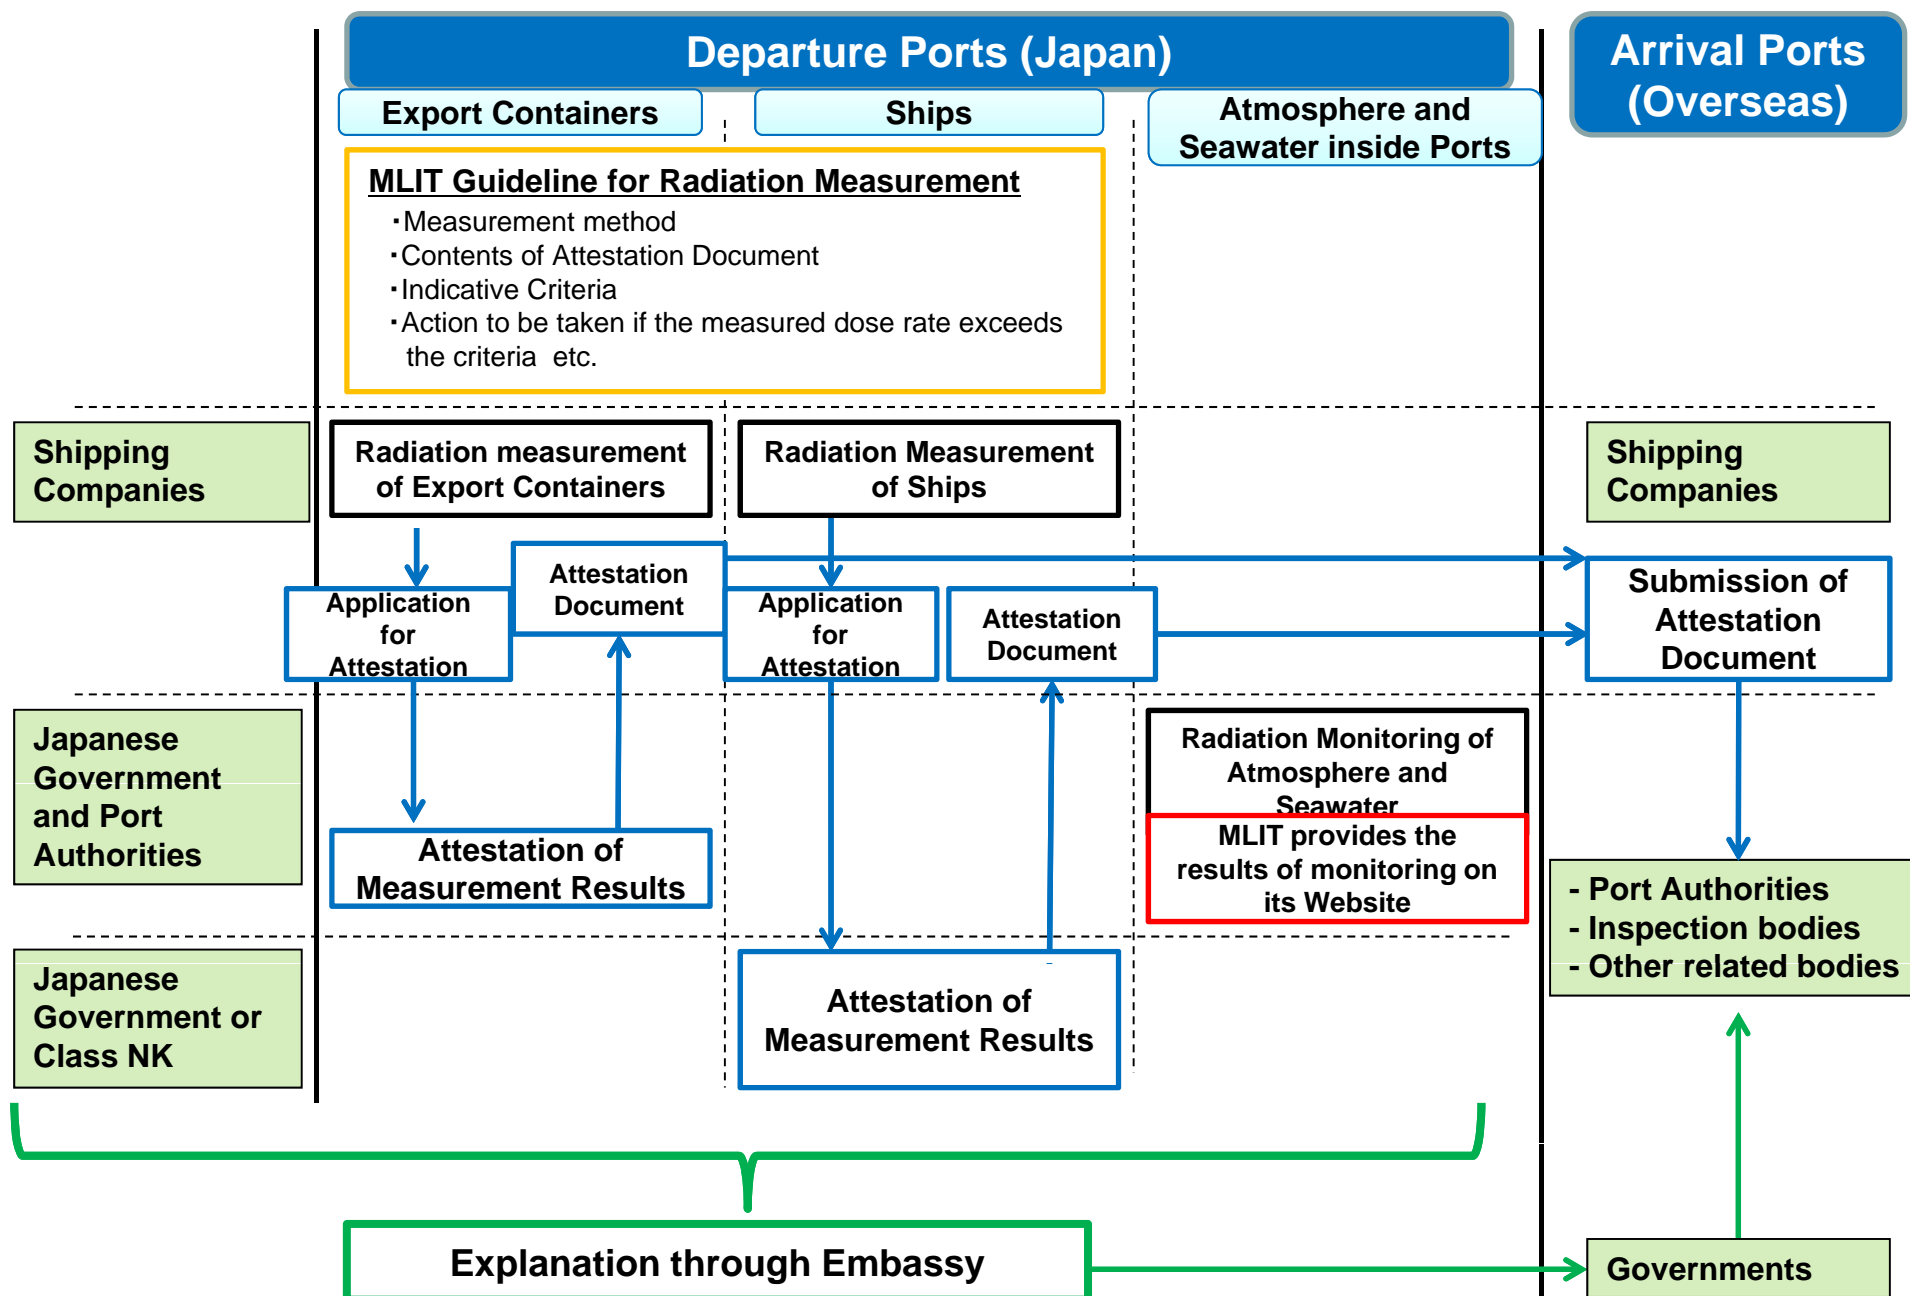 Departure Ports (Japan)
Arrival Ports
(Overseas)
Export Containers
Ships
Atmosphere and
Seawater inside Ports
MLIT Guideline for Radiation Measurement
・Measurement method
・Contents of Attestation Document
・Indicative Criteria
・Action to be taken if the measured dose rate exceeds
the criteria etc.
Shipping
Companies
Radiation measurement
of Export Containers
Radiation Measurement
of Ships
Shipping
Companies
Application
for
Attestation
Attestation
Document
Application
for
Attestation
Attestation
Document
Submission of
Attestation
Document
Japanese
Government
and Port
Authorities
Attestation of
Measurement Results
Radiation Monitoring of
Atmosphere and
Seawater
MLIT provides the
results of monitoring on
its Website
- Port Authorities
- Inspection bodies
- Other related bodies
Japanese
Government or
Class NK
Attestation of
Measurement Results
Explanation through Embassy
Governments